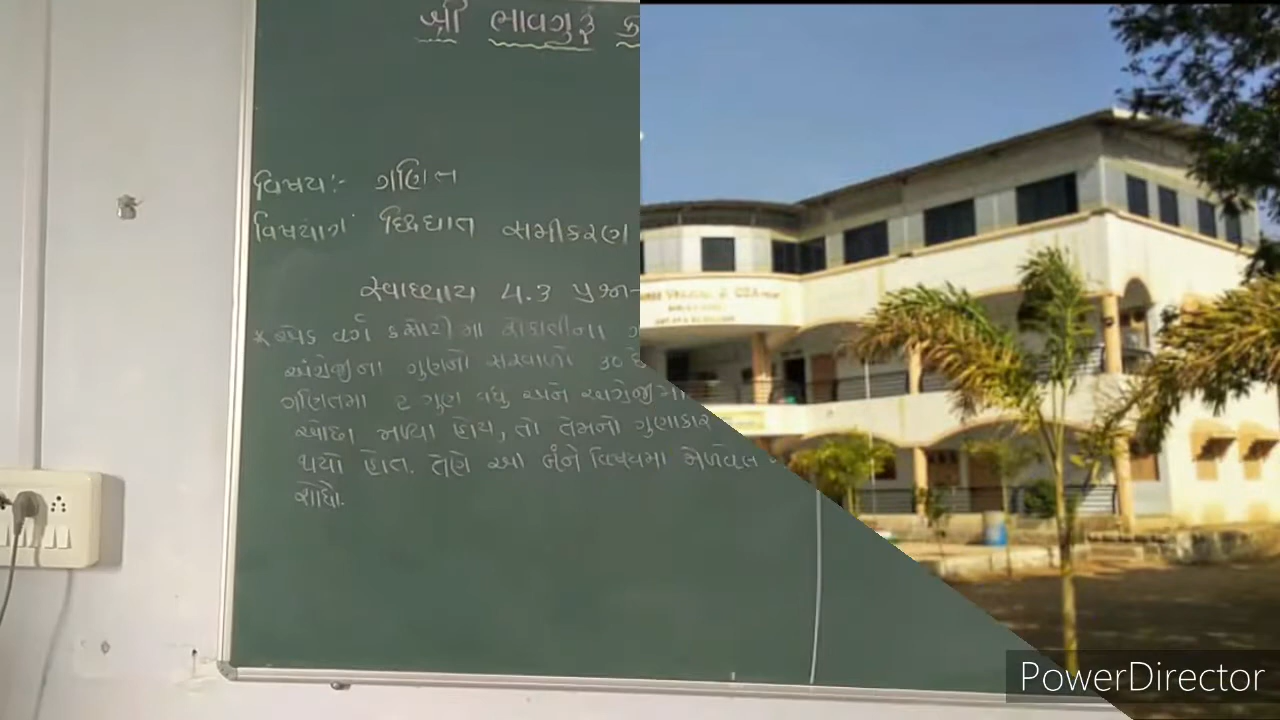 શ્રી ભાવગુરુ
વિષય:- ગણિત
વિષયાંગ દ્વિઘાત સમીકરણ
સ્વાધ્યાય 4.3 પ્રશ્ન-
* એક વર્ગ કસોટી મા શેફાલીના
અંગ્રેજીના ગુણનો સરવાળો 30 છે
ગણિતમા 2 ગુણ વધુ અને અંગ્રેજીમા
ઓછા મળ્યા હોય, તો તેમનો ગુણાકાર
થયો હોત. તેણે આ બંને વિષયમા મેળવેલ
શોધો.
PowerDirector